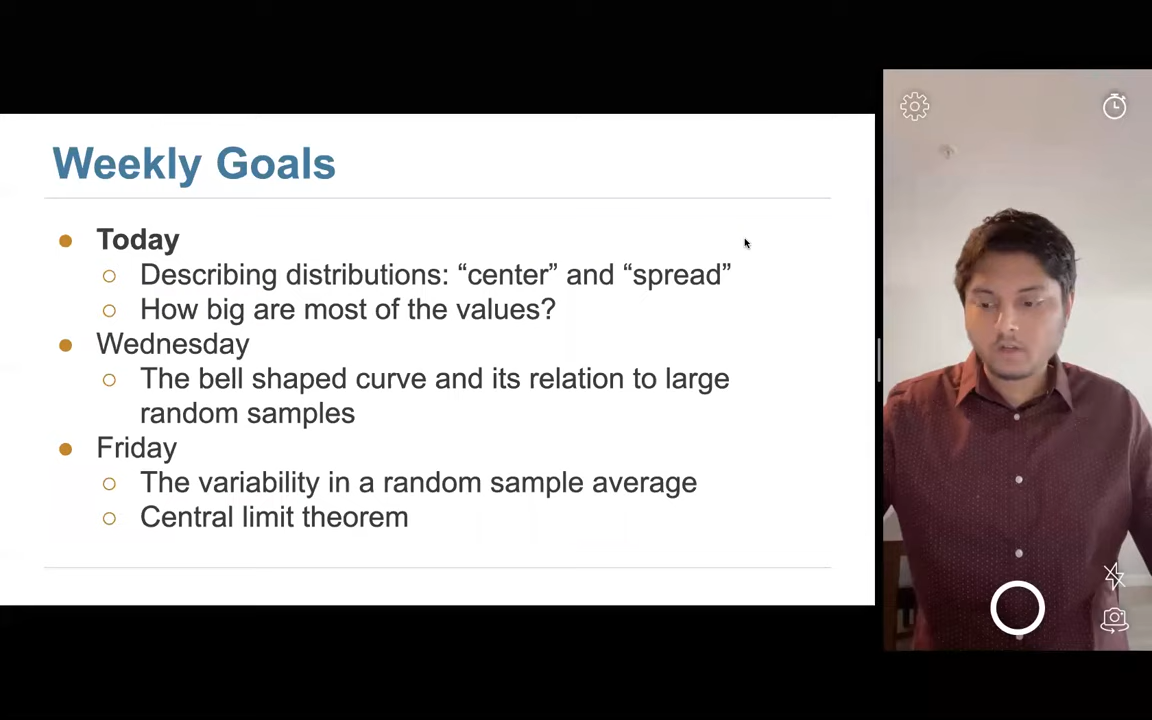 Weekly Goals
● Today
○ Describing distributions: “center” and “spread”
○ How big are most of the values?
● Wednesday
○ The bell shaped curve and its relation to large
random samples
● Friday
○ The variability in a random sample average
○ Central limit theorem